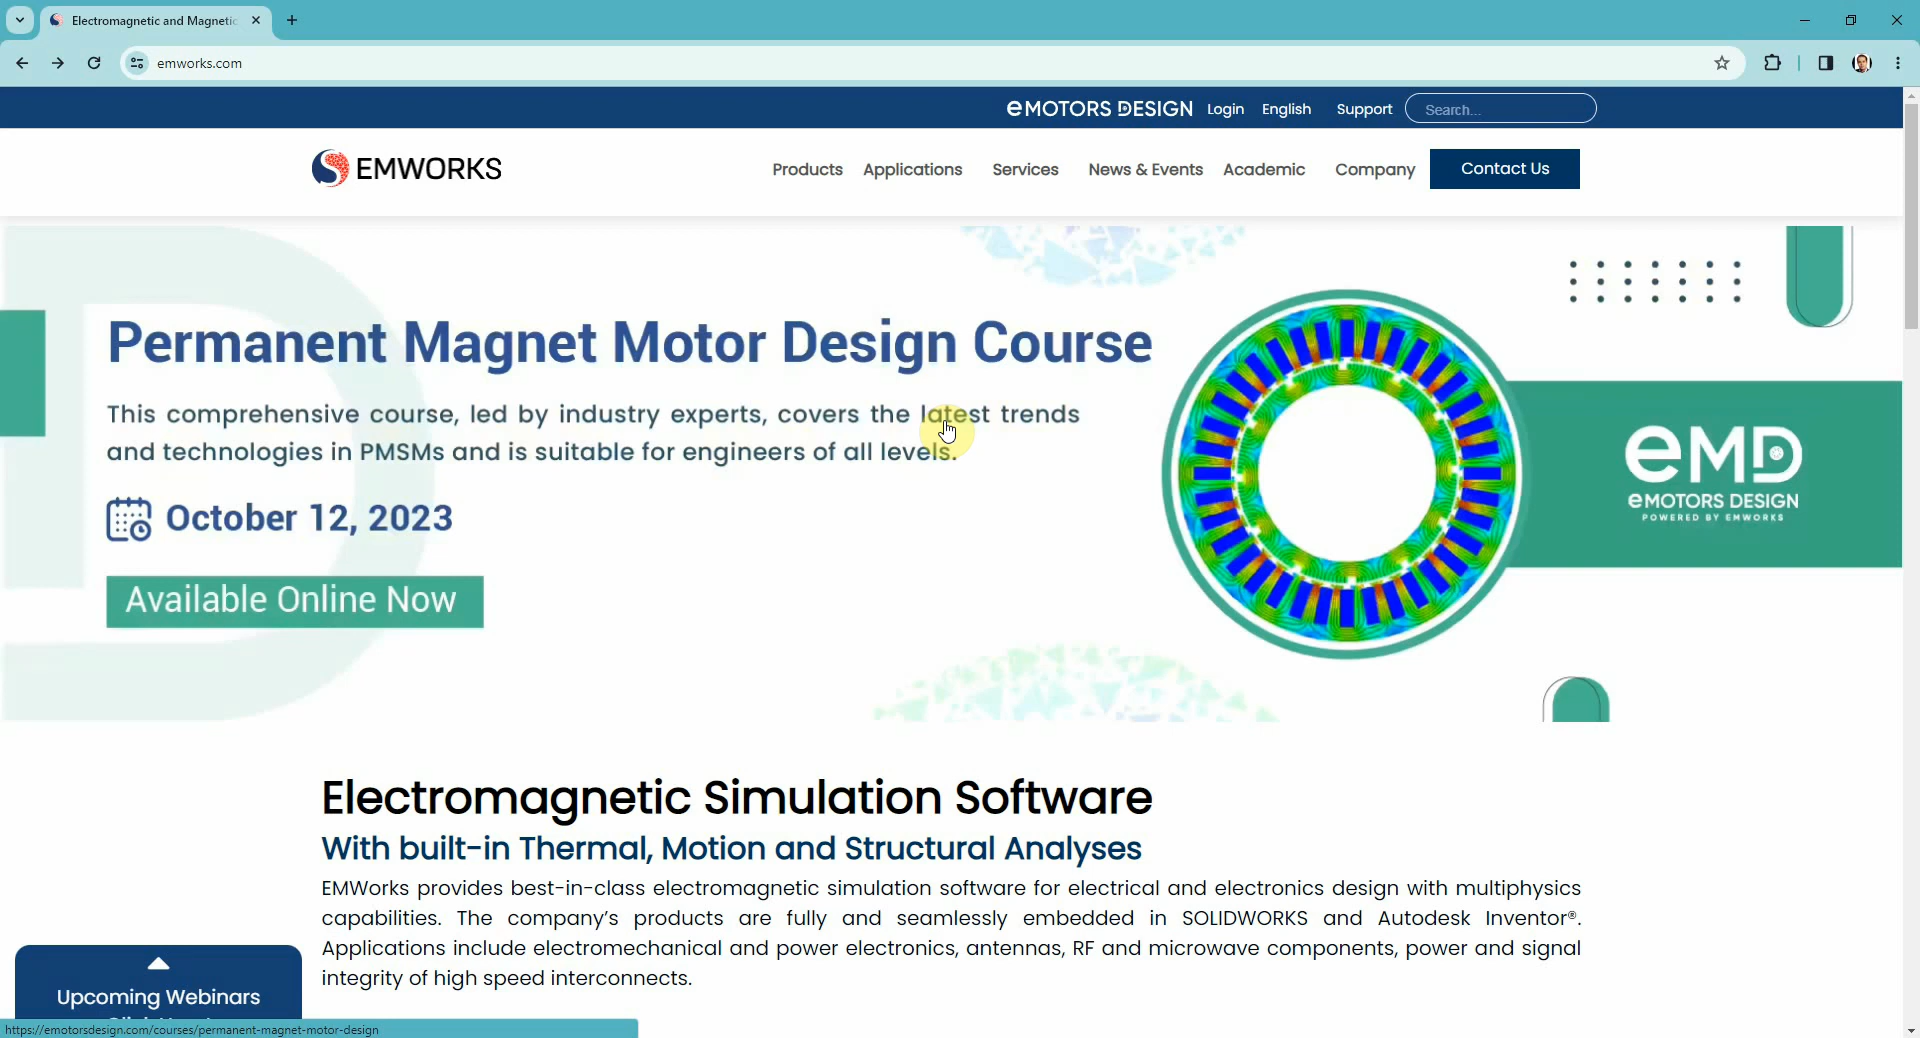 Electromagnetic and Magnetic
emworks.com
eMOTORS DESIGN Login English Support Search...
EMWORKS
Products Applications Services News & Events Academic Company Contact Us
Permanent Magnet Motor Design Course
This comprehensive course, led by industry experts, covers the latest trends
and technologies in PMSMs and is suitable for engineers of all levels.
October 12, 2023
Available Online Now
eMD
eMOTORS DESIGN
POWERED BY EMWORKS
Electromagnetic Simulation Software
With built-in Thermal, Motion and Structural Analyses
EMWorks provides best-in-class electromagnetic simulation software for electrical and electronics design with multiphysics
capabilities. The company’s products are fully and seamlessly embedded in SOLIDWORKS and Autodesk Inventor®.
Applications include electromechanical and power electronics, antennas, RF and microwave components, power and signal
integrity of high speed interconnects.
Upcoming Webinars
https://emotorsdesign.com/courses/permanent-magnet-motor-design